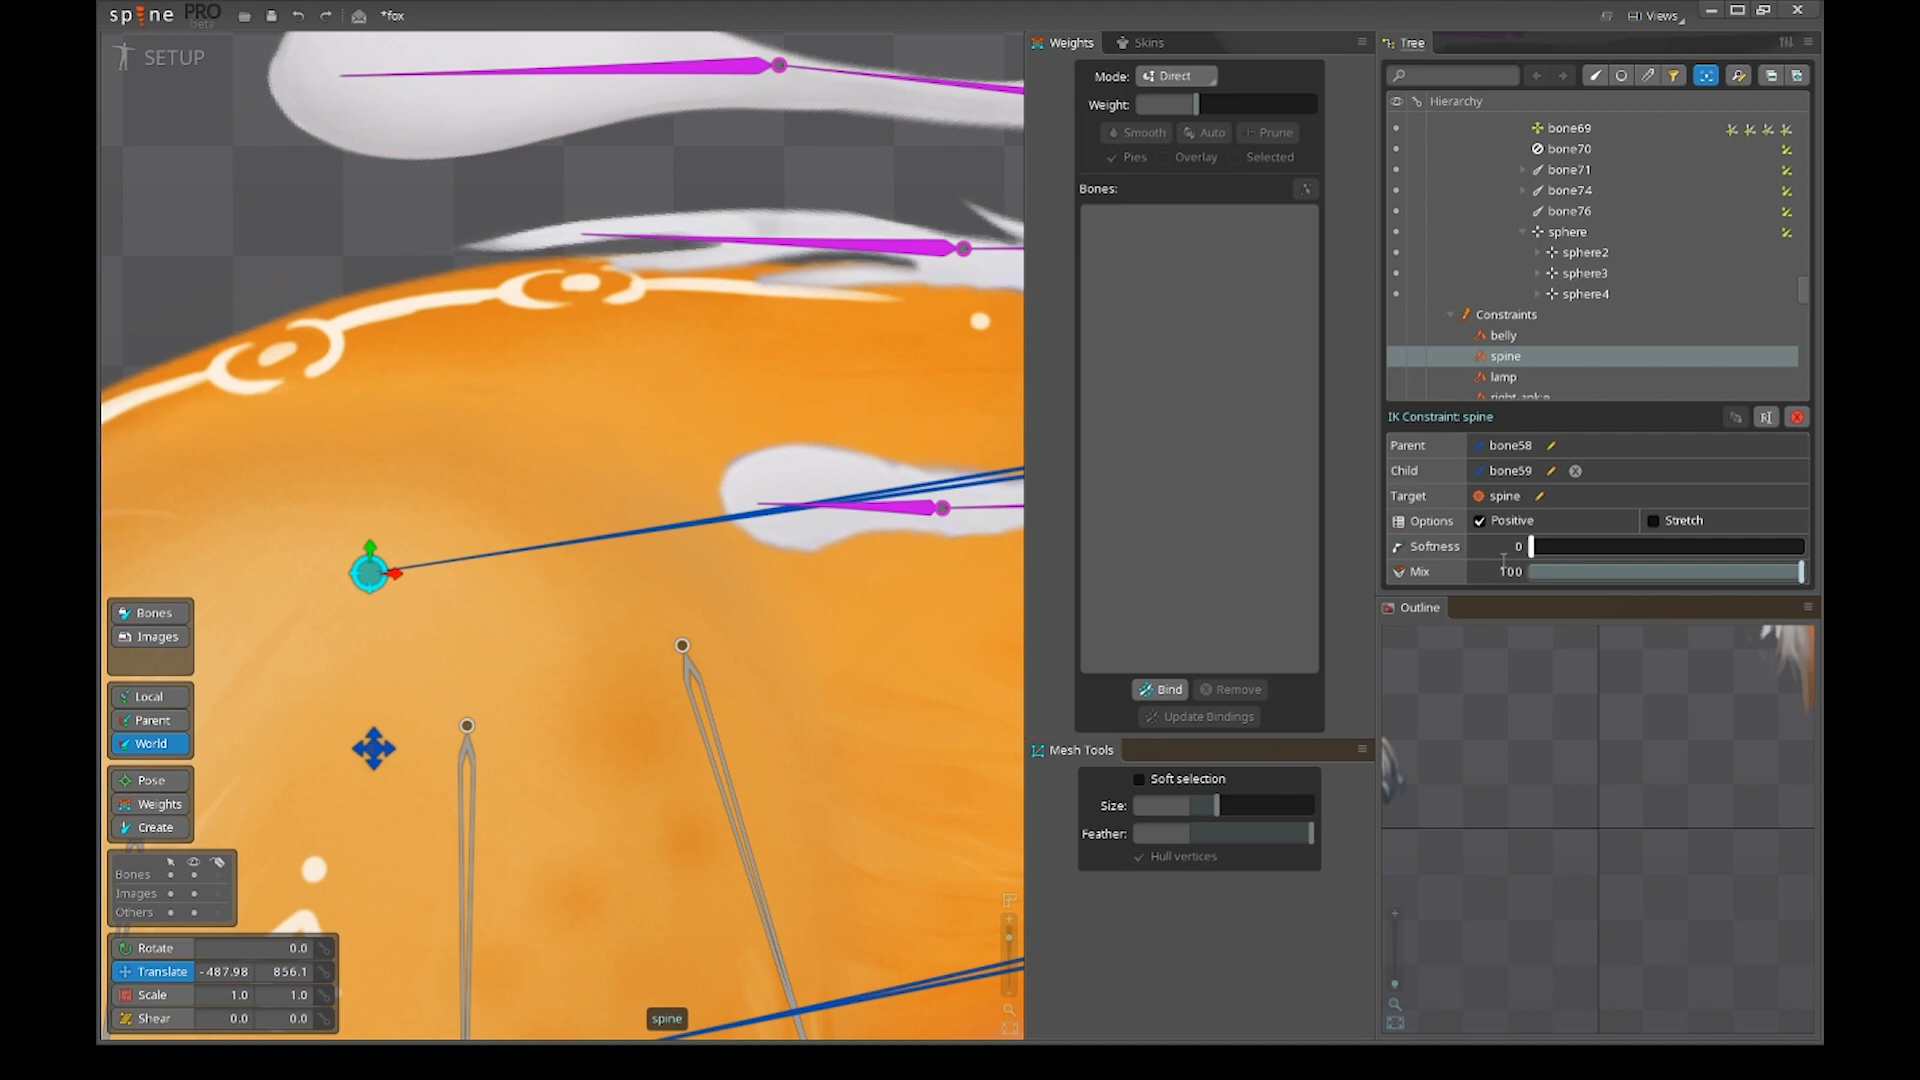 spine PRO beta *fox Views
SETUP
Weights Skins
Mode: Direct
Weight:
Smooth Auto Prune
Pies Overlay Selected
Bones:
Bind Remove
Update Bindings
Mesh Tools
Soft selection
Size:
Feather:
Hull vertices
Tree
Hierarchy
bone69
bone70
bone71
bone74
bone76
sphere
sphere2
sphere3
sphere4
Constraints
belly
spine
lamp
IK Constraint: spine
Parent bone58
Child bone59
Target spine
Options Positive Stretch
Softness 0
Mix 100
Outline
Bones
Images
Local
Parent
World
Pose
Weights
Create
Bones
Images
Others
Rotate 0.0
Translate -487.98 856.1
Scale 1.0 1.0
Shear 0.0 0.0
spine